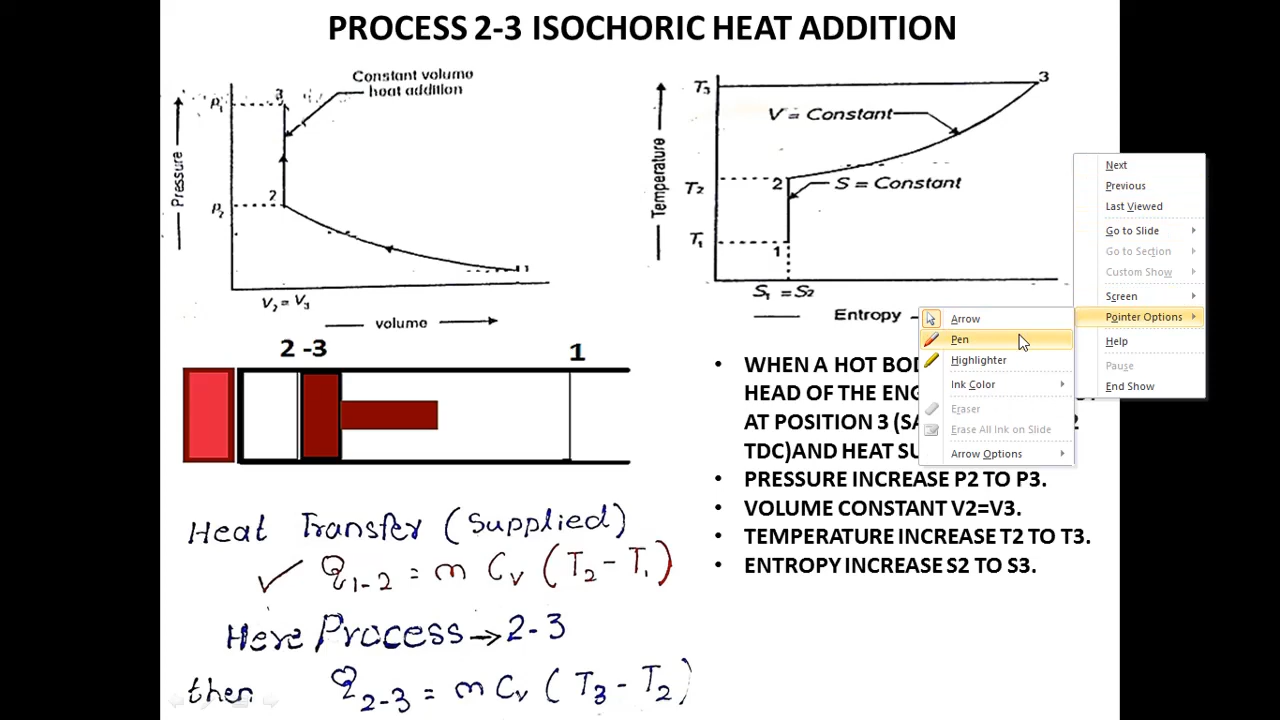 PROCESS 2-3 ISOCHORIC HEAT ADDITION
Constant volume
heat addition
3
P1
2
P2
1
V2 = V3
Pressure
volume
T3
3
V = Constant
T2
2
S = Constant
T1
1
S1 = S2
Temperature
Entropy
Next
Previous
Last Viewed
Go to Slide
Go to Section
Custom Show
Screen
Pointer Options
Help
Pause
End Show
Arrow
Pen
Highlighter
Ink Color
Eraser
Erase All Ink on Slide
Arrow Options
2 -3
1
WHEN A HOT
HEAD OF THE
AT POSITION 3 2
TDC)AND HEAT
PRESSURE INCREASE P2 TO P3.
VOLUME CONSTANT V2=V3.
TEMPERATURE INCREASE T2 TO T3.
ENTROPY INCREASE S2 TO S3.
Heat Transfer (Supplied)
✓ Q1-2 = m Cv (T2 - T1)
Here Process → 2-3
then Q2-3 = m Cv (T3 - T2)